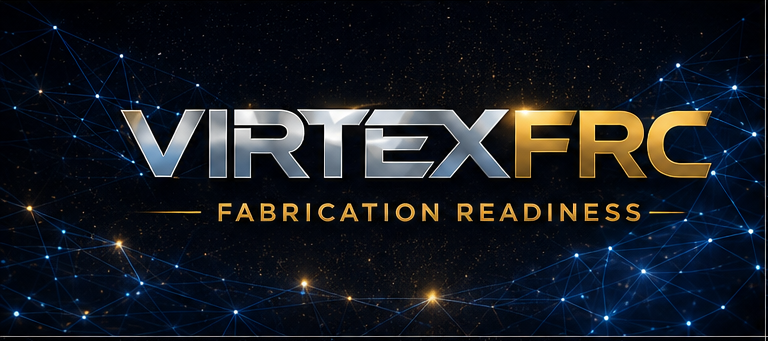 VIRTEXFRC
FABRICATION READINESS